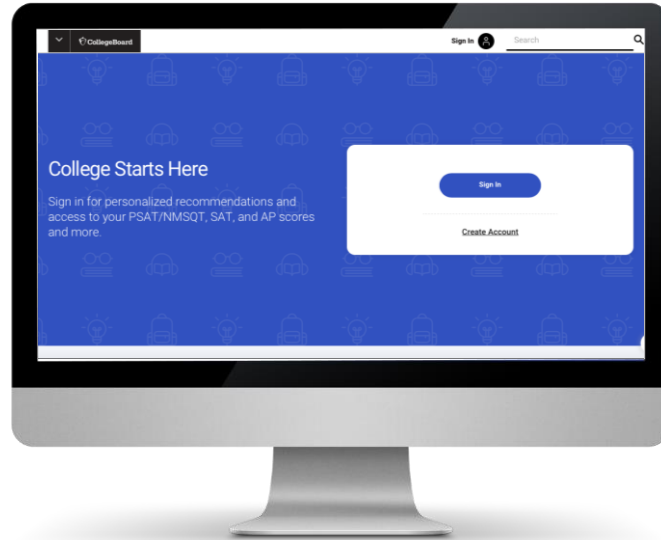 CollegeBoard
Sign In
Search
College Starts Here
Sign in for personalized recommendations and
access to your PSAT/NMSQT, SAT, and AP scores
and more.
Sign In
Create Account